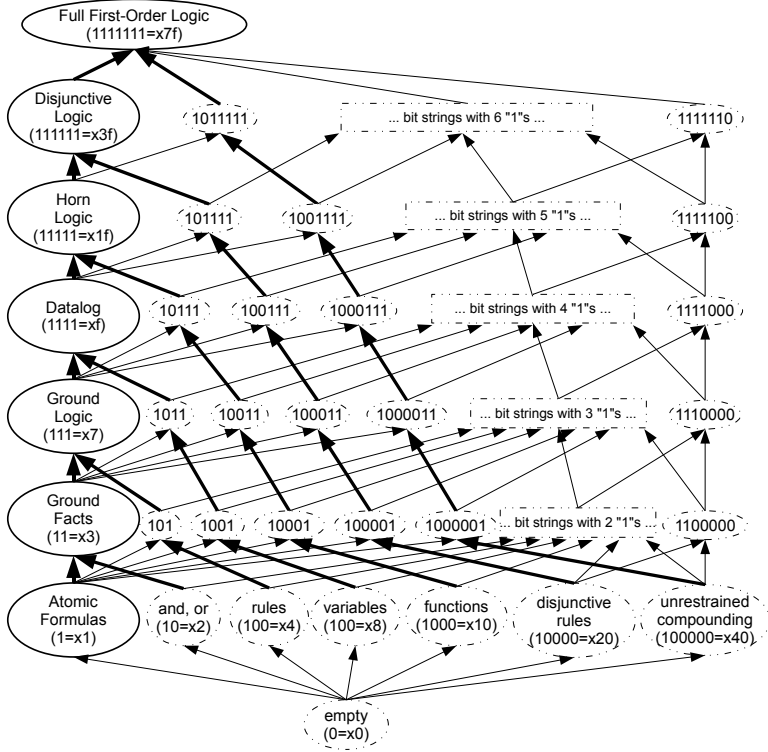 Full First-Order Logic
(1111111=x7f)
Disjunctive
Logic
(111111=x3f)
1011111
... bit strings with 6 "1"s ...
1111110
Horn
Logic
(11111=x1f)
101111
1001111
... bit strings with 5 "1"s ...
1111100
Datalog
(1111=xf)
10111
100111
1000111
... bit strings with 4 "1"s ...
1111000
Ground
Logic
(111=x7)
1011
10011
100011
1000011
... bit strings with 3 "1"s ...
1110000
Ground
Facts
(11=x3)
101
1001
10001
100001
1000001
... bit strings with 2 "1"s ...
1100000
Atomic
Formulas
(1=x1)
and, or
(10=x2)
rules
(100=x4)
variables
(100=x8)
functions
(1000=x10)
disjunctive
rules
(10000=x20)
unrestrained
compounding
(100000=x40)
empty
(0=x0)